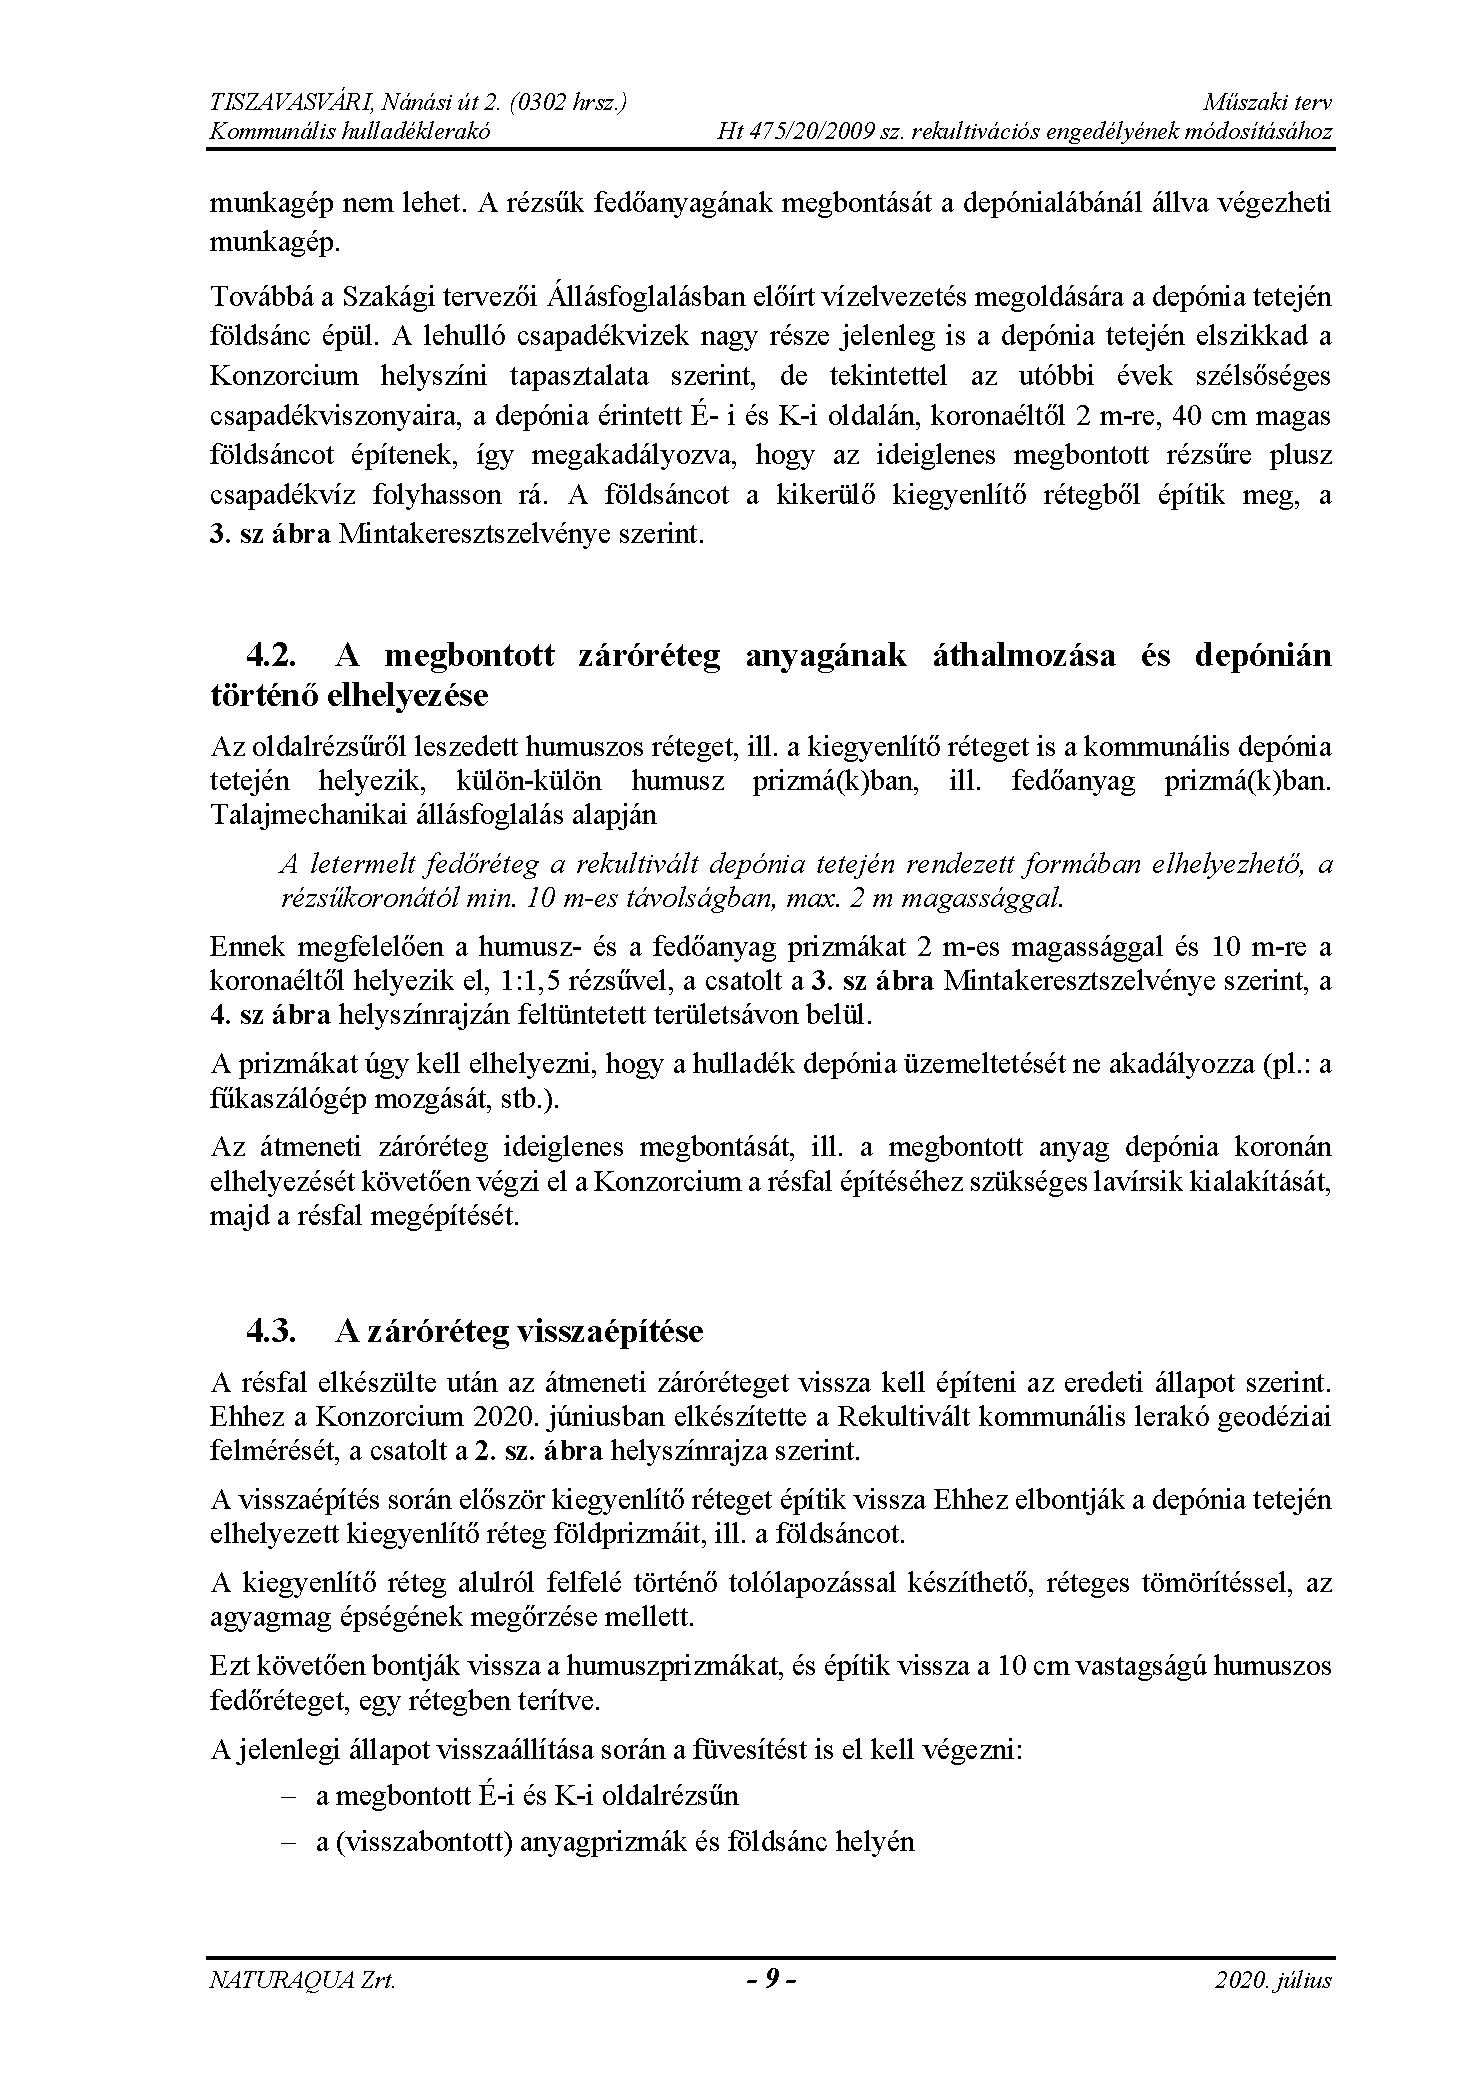 TISZAVASVÁRI, Nánási út 2. (0302 hrsz.) Műszaki terv
Kommunális hulladéklerakó Ht 475/20/2009 sz. rekultivációs engedélyének módosításához
munkagép nem lehet. A rézsűk fedőanyagának megbontását a depónialábánál állva végezheti
munkagép.
Továbbá a Szakági tervezői Állásfoglalásban előírt vízelvezetés megoldására a depónia tetején
földsánc épül. A lehulló csapadékvizek nagy része jelenleg is a depónia tetején elszikkad a
Konzorcium helyszíni tapasztalata szerint, de tekintettel az utóbbi évek szélsőséges
csapadékviszonyaira, a depónia érintett É- i és K-i oldalán, koronaéltől 2 m-re, 40 cm magas
földsáncot építenek, így megakadályozva, hogy az ideiglenes megbontott rézsűre plusz
csapadékvíz folyhasson rá. A földsáncot a kikerülő kiegyenlítő rétegből építik meg, a
3. sz ábra Mintakeresztszelvénye szerint.
4.2. A megbontott záróréteg anyagának áthalmozása és depónián
történő elhelyezése
Az oldalrézsűről leszedett humuszos réteget, ill. a kiegyenlítő réteget is a kommunális depónia
tetején helyezik, külön-külön humusz prizmá(k)ban, ill. fedőanyag prizmá(k)ban.
Talajmechanikai állásfoglalás alapján
A letermelt fedőréteg a rekultivált depónia tetején rendezett formában elhelyezhető, a
rézsűkoronától min. 10 m-es távolságban, max. 2 m magassággal.
Ennek megfelelően a humusz- és a fedőanyag prizmákat 2 m-es magassággal és 10 m-re a
koronaéltől helyezik el, 1:1,5 rézsűvel, a csatolt a 3. sz ábra Mintakeresztszelvénye szerint, a
4. sz ábra helyszínrajzán feltüntetett területsávon belül.
A prizmákat úgy kell elhelyezni, hogy a hulladék depónia üzemeltetését ne akadályozza (pl.: a
fűkaszálógép mozgását, stb.).
Az átmeneti záróréteg ideiglenes megbontását, ill. a megbontott anyag depónia koronán
elhelyezését követően végzi el a Konzorcium a résfal építéséhez szükséges lavírsik kialakítását,
majd a résfal megépítését.
4.3. A záróréteg visszaépítése
A résfal elkészülte után az átmeneti záróréteget vissza kell építeni az eredeti állapot szerint.
Ehhez a Konzorcium 2020. júniusban elkészítette a Rekultivált kommunális lerakó geodéziai
felmérését, a csatolt a 2. sz. ábra helyszínrajza szerint.
A visszaépítés során először kiegyenlítő réteget építik vissza Ehhez elbontják a depónia tetején
elhelyezett kiegyenlítő réteg földprizmáit, ill. a földsáncot.
A kiegyenlítő réteg alulról felfelé történő tolólapozással készíthető, réteges tömörítéssel, az
agyagmag épségének megőrzése mellett.
Ezt követően bontják vissza a humuszprizmákat, és építik vissza a 10 cm vastagságú humuszos
fedőréteget, egy rétegben terítve.
A jelenlegi állapot visszaállítása során a füvesítést is el kell végezni:
– a megbontott É-i és K-i oldalrézsűn
– a (visszabontott) anyagprizmák és földsánc helyén
NATURAQUA Zrt. - 9 - 2020. július